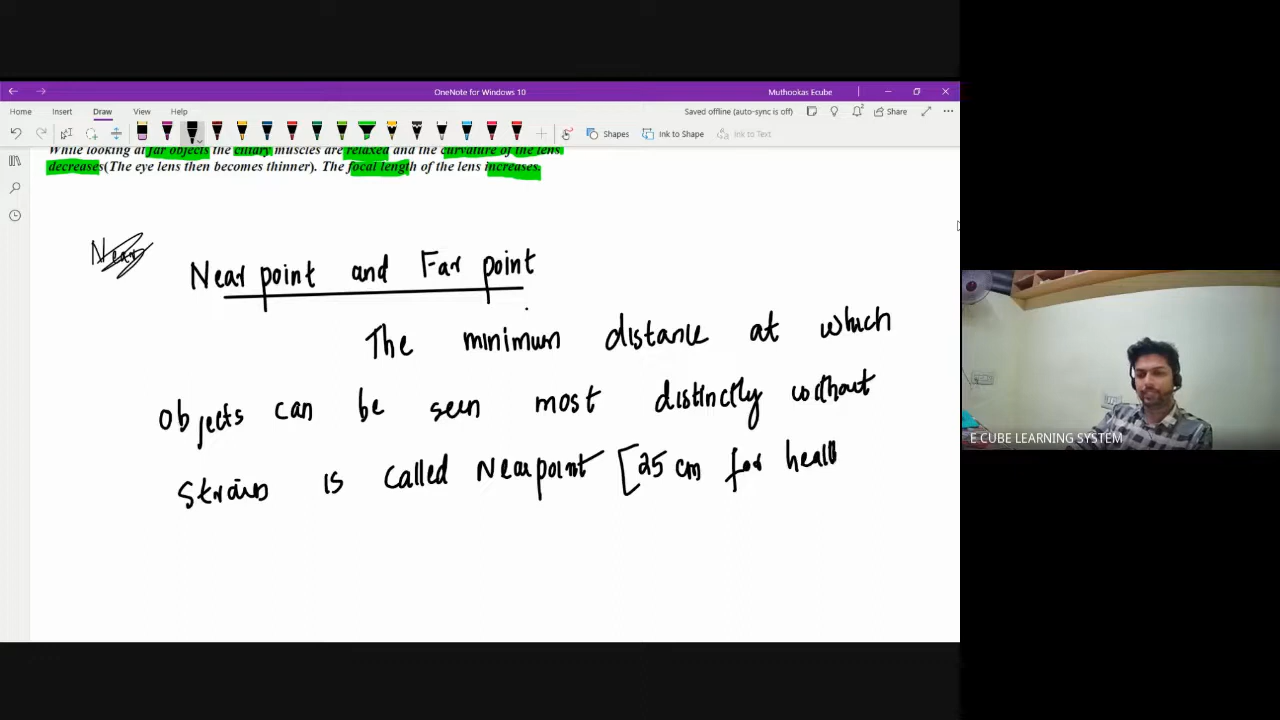 OneNote for Windows 10
Muthookas Ecube
Home Insert Draw View Help
Saved offline (auto-sync is off)
Share
Shapes
Ink to Shape
Ink to Text
While looking at far objects the ciliary muscles are relaxed and the curvature of the lens
decreases(The eye lens then becomes thinner). The focal length of the lens increases.
Near
Near point and Far point
The minimum distance at which
objects can be seen most distinctly without
strain is called Nearpoint [25 cm for heal
E CUBE LEARNING SYSTEM